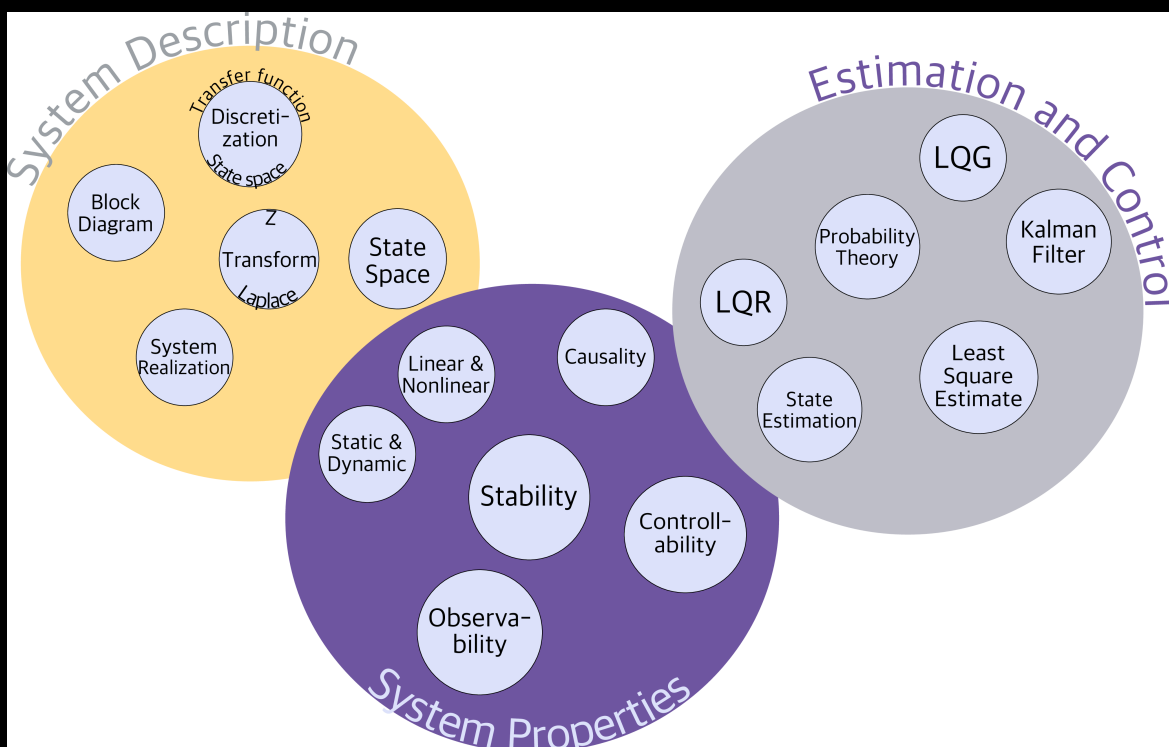 System Description
Transfer function
Discreti-
zation
State space
Block
Diagram
Z
Transform
Laplace
State
Space
System
Realization
System Properties
Linear &
Nonlinear
Causality
Static &
Dynamic
Stability
Controll-
ability
Observa-
bility
Estimation and Control
LQG
Probability
Theory
Kalman
Filter
LQR
Least
Square
Estimate
State
Estimation